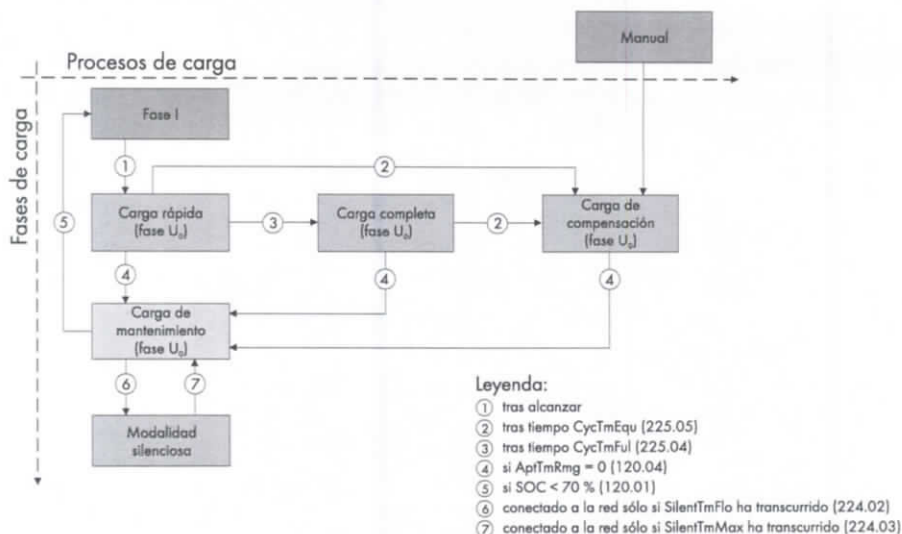 Manual
Procesos de carga
Fases de carga
Fase I
①
②
Carga rápida
(fase U₀)
③
Carga completa
(fase U₀)
②
Carga de
compensación
(fase U₀)
⑤
④
④
④
Carga de
mantenimiento
(fase U₀)
⑥
⑦
Modalidad
silenciosa
Leyenda:
① tras alcanzar
② tras tiempo CycTmEqu (225.05)
③ tras tiempo CycTmFul (225.04)
④ si AptTmRmg = 0 (120.04)
⑤ si SOC < 70 % (120.01)
⑥ conectado a la red sólo si SilentTmFlo ha transcurrido (224.02)
⑦ conectado a la red sólo si SilentTmMax ha transcurrido (224.03)